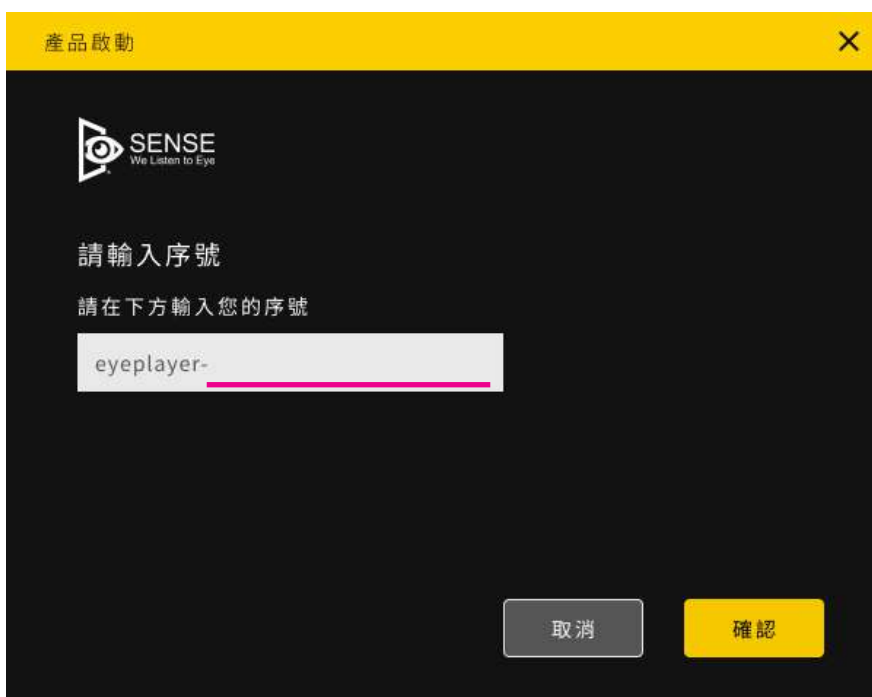 產品啟動
SENSE
We Listen to Eye
請輸入序號
請在下方輸入您的序號
eyeplayer-
取消
確認